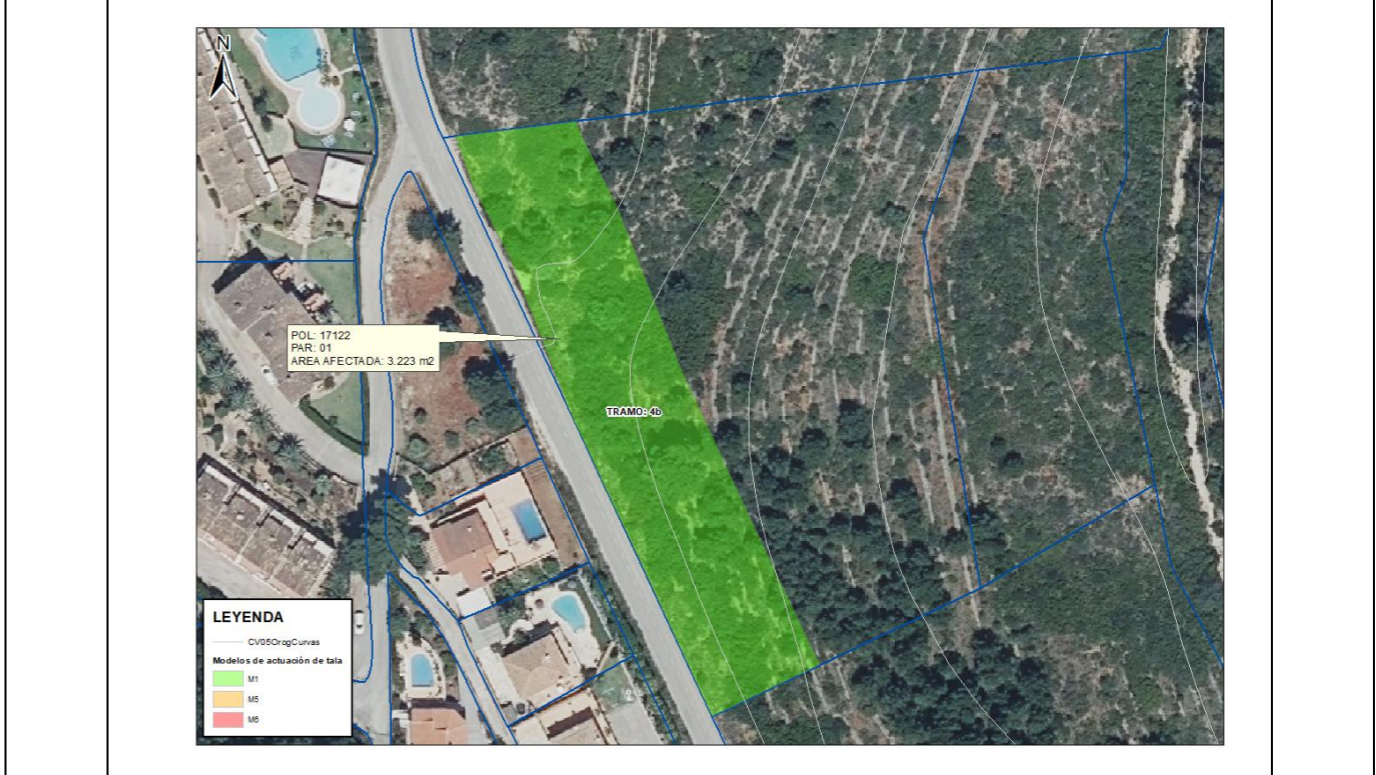 N
POL: 17122
PAR: 01
AREA AFECTADA: 3.223 m2
TRAMO: 4b
LEYENDA
CV05OrogCurvas
Modelos de actuación de tala
M1
M5
M6